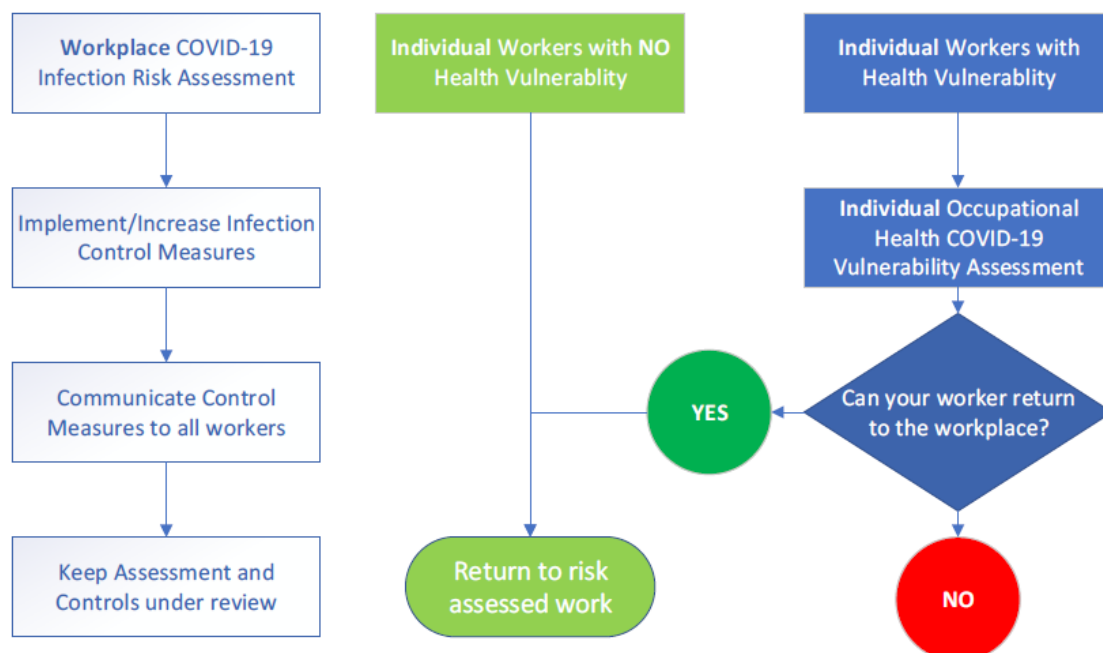 Workplace COVID-19
Infection Risk Assessment
Implement/Increase Infection
Control Measures
Communicate Control
Measures to all workers
Keep Assessment and
Controls under review
Individual Workers with NO
Health Vulnerablity
Return to risk
assessed work
Individual Workers with
Health Vulnerablity
Individual Occupational
Health COVID-19
Vulnerability Assessment
Can your worker return
to the workplace?
YES
NO